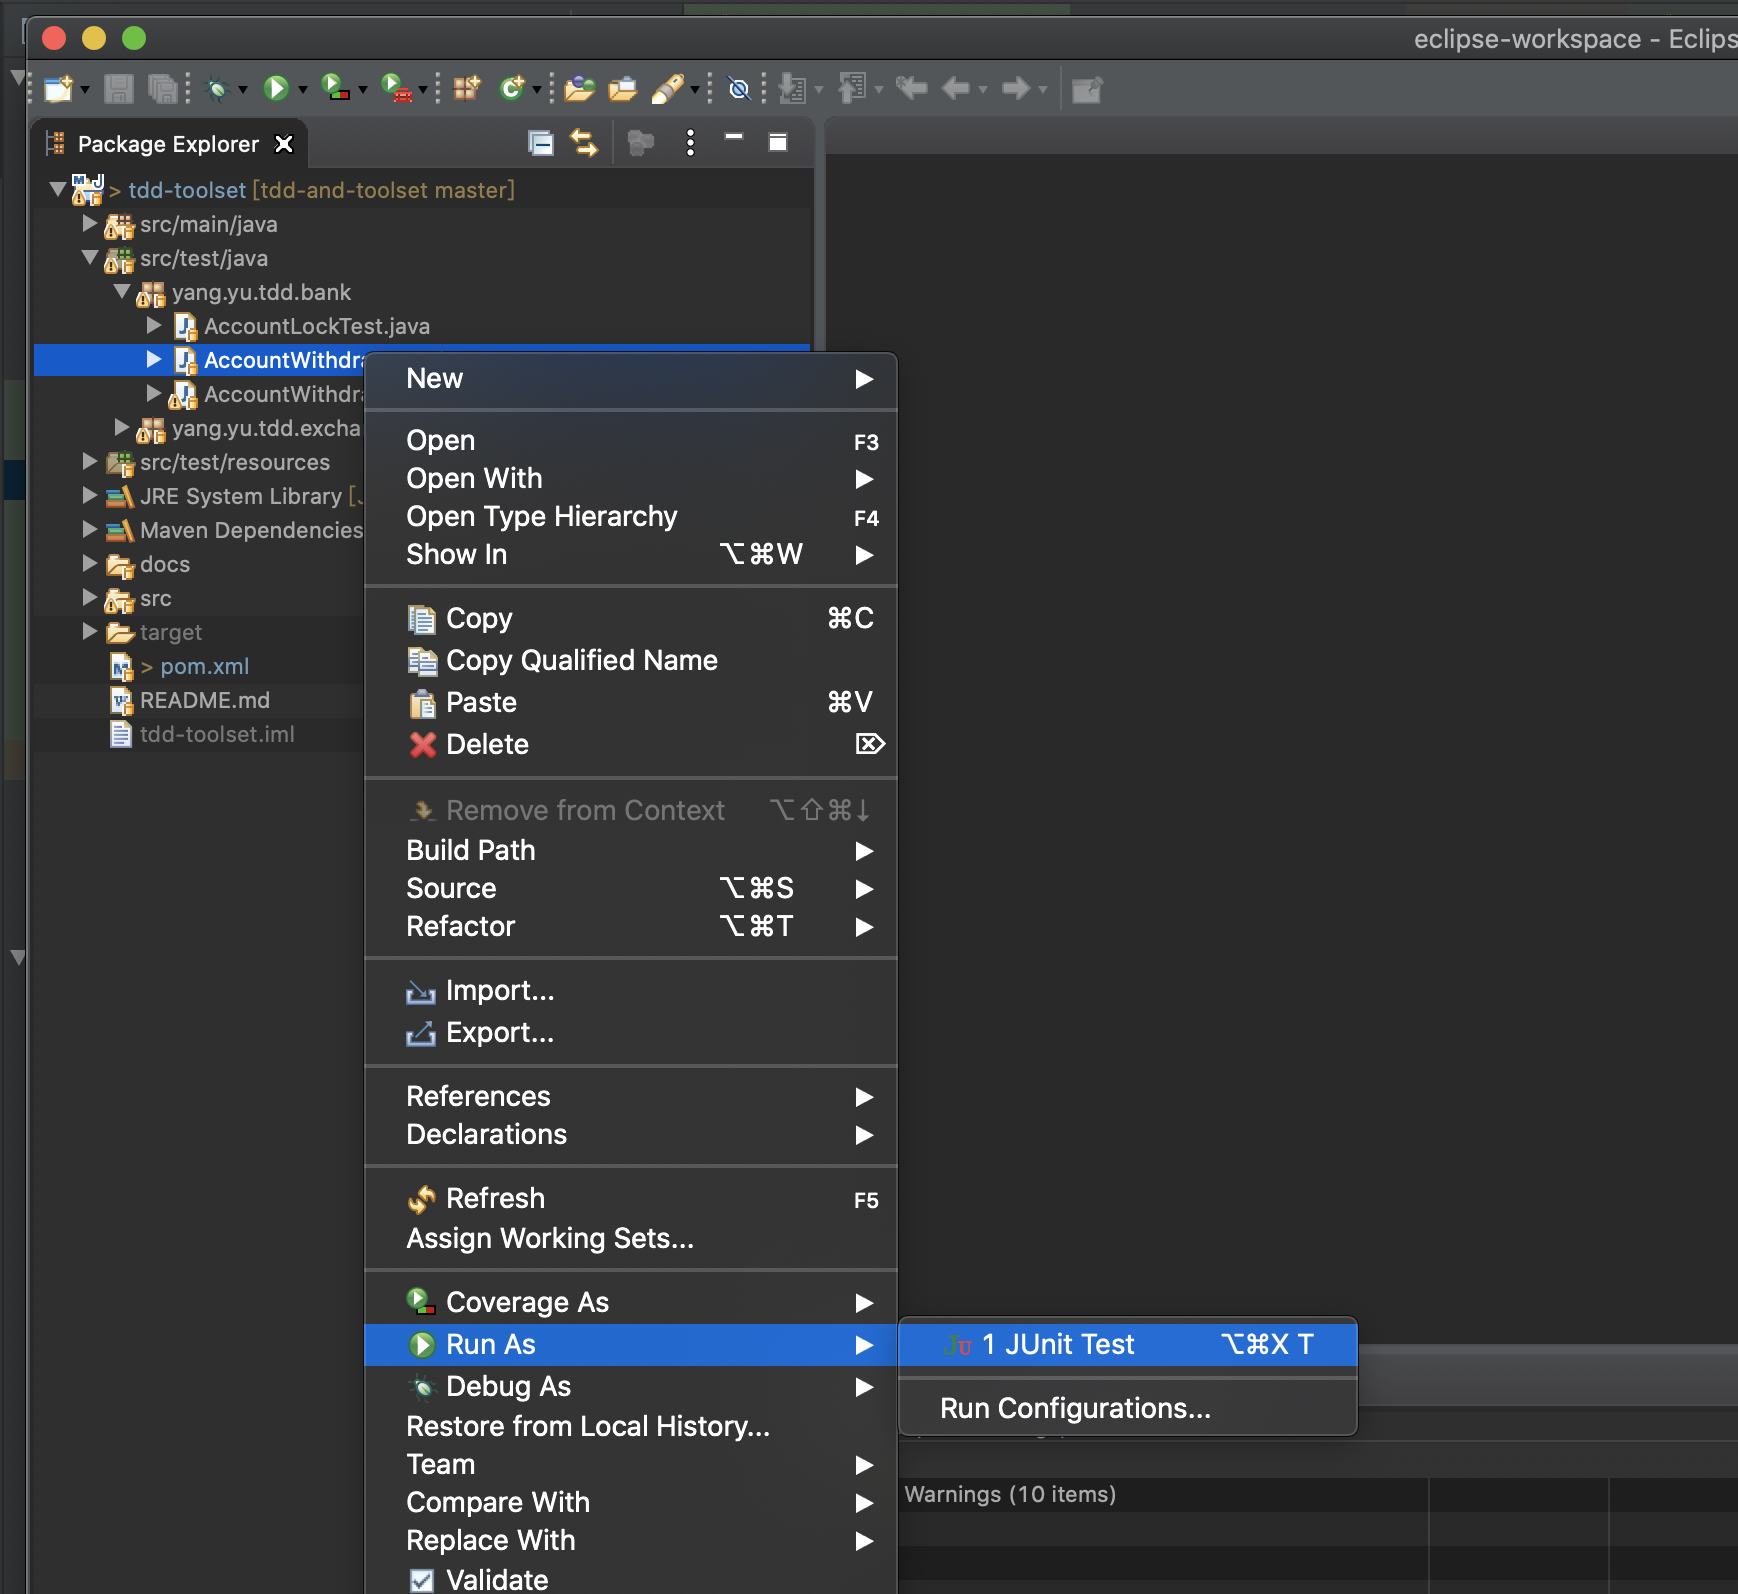 eclipse-workspace - Eclips
Package Explorer
> tdd-toolset [tdd-and-toolset master]
src/main/java
src/test/java
yang.yu.tdd.bank
AccountLockTest.java
AccountWithdra
AccountWithdra
yang.yu.tdd.excha
src/test/resources
JRE System Library [
Maven Dependencies
docs
src
target
> pom.xml
README.md
tdd-toolset.iml
New
Open F3
Open With
Open Type Hierarchy F4
Show In ⌥⌘W
Copy ⌘C
Copy Qualified Name
Paste ⌘V
Delete ⌦
Remove from Context ⌥⇧⌘↓
Build Path
Source ⌥⌘S
Refactor ⌥⌘T
Import...
Export...
References
Declarations
Refresh F5
Assign Working Sets...
Coverage As
Run As
Debug As
Restore from Local History...
Team
Compare With
Replace With
Validate
JU 1 JUnit Test ⌥⌘X T
Run Configurations...
Warnings (10 items)